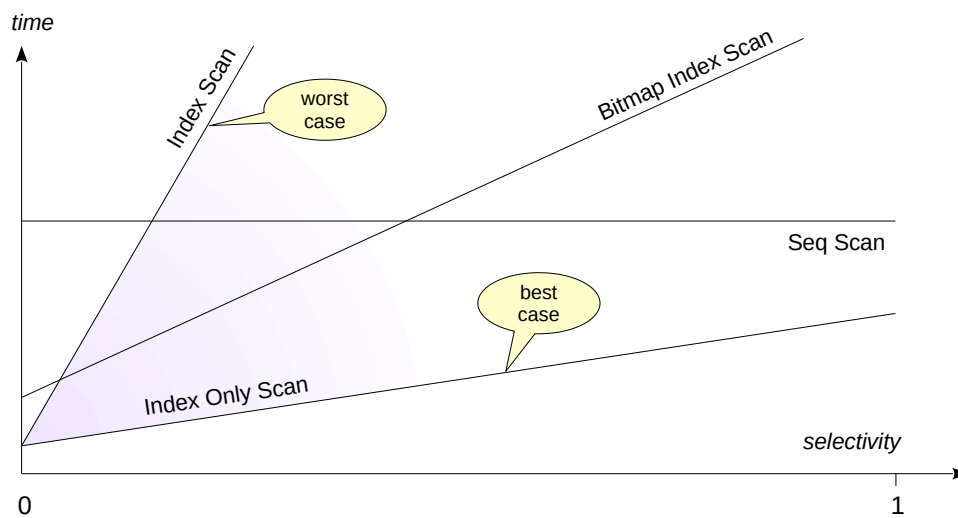 time
Index Scan
worst
case
Bitmap Index Scan
Seq Scan
best
case
Index Only Scan
selectivity
0
1